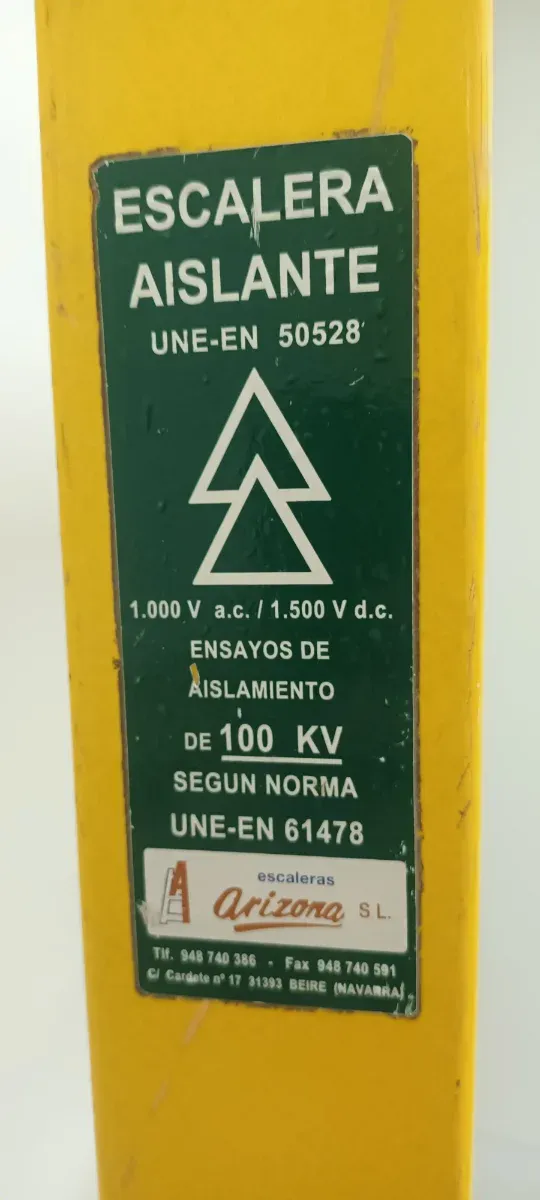 ESCALERA
AISLANTE
UNE-EN 50528
1.000 V a.c. / 1.500 V d.c.
ENSAYOS DE
AISLAMIENTO
DE 100 KV
SEGUN NORMA
UNE-EN 61478
A
escaleras
arizona S L.
Tlf. 948 740 386 - Fax 948 740 591
C/ Cardete nº 17 31393 BEIRE (NAVARRA)